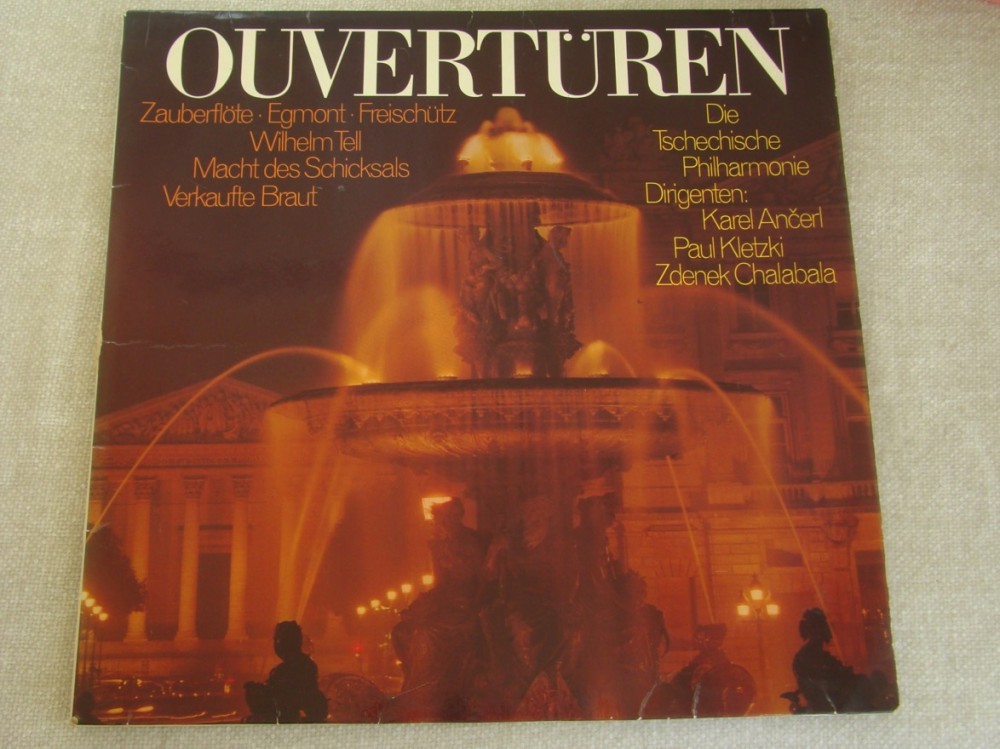 OUVERTÜREN
Zauberflöte · Egmont · Freischütz
Wilhelm Tell
Macht des Schicksals
Verkaufte Braut
Die
Tschechische
Philharmonie
Dirigenten:
Karel Ančerl
Paul Kletzki
Zdenek Chalabala